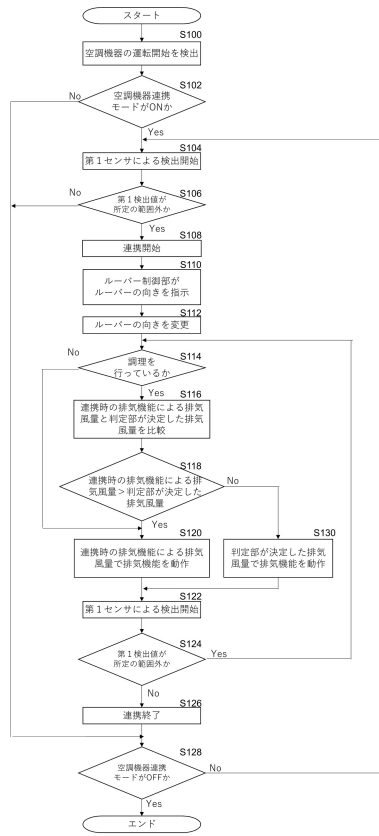 スタート
S100
空調機器の運転開始を検出
S102
No
空調機器連携
モードがONか
Yes
S104
第1センサによる検出開始
S106
No
第1検出値が
所定の範囲外か
Yes
S108
連携開始
S110
ルーバー制御部が
ルーバーの向きを指示
S112
ルーバーの向きを変更
No
S114
調理を
行っているか
Yes
S116
連携時の排気機能による排気
風量と判定部が決定した排気
風量を比較
S118
No
連携時の排気機能による排
気風量>判定部が決定した
排気風量
Yes
S120
連携時の排気機能による排気
風量で排気機能を動作
S130
判定部が決定した排気
風量で排気機能を動作
S122
第1センサによる検出開始
S124
第1検出値が
所定の範囲外か
Yes
No
S126
連携終了
S128
空調機器連携
モードがOFFか
No
Yes
エンド